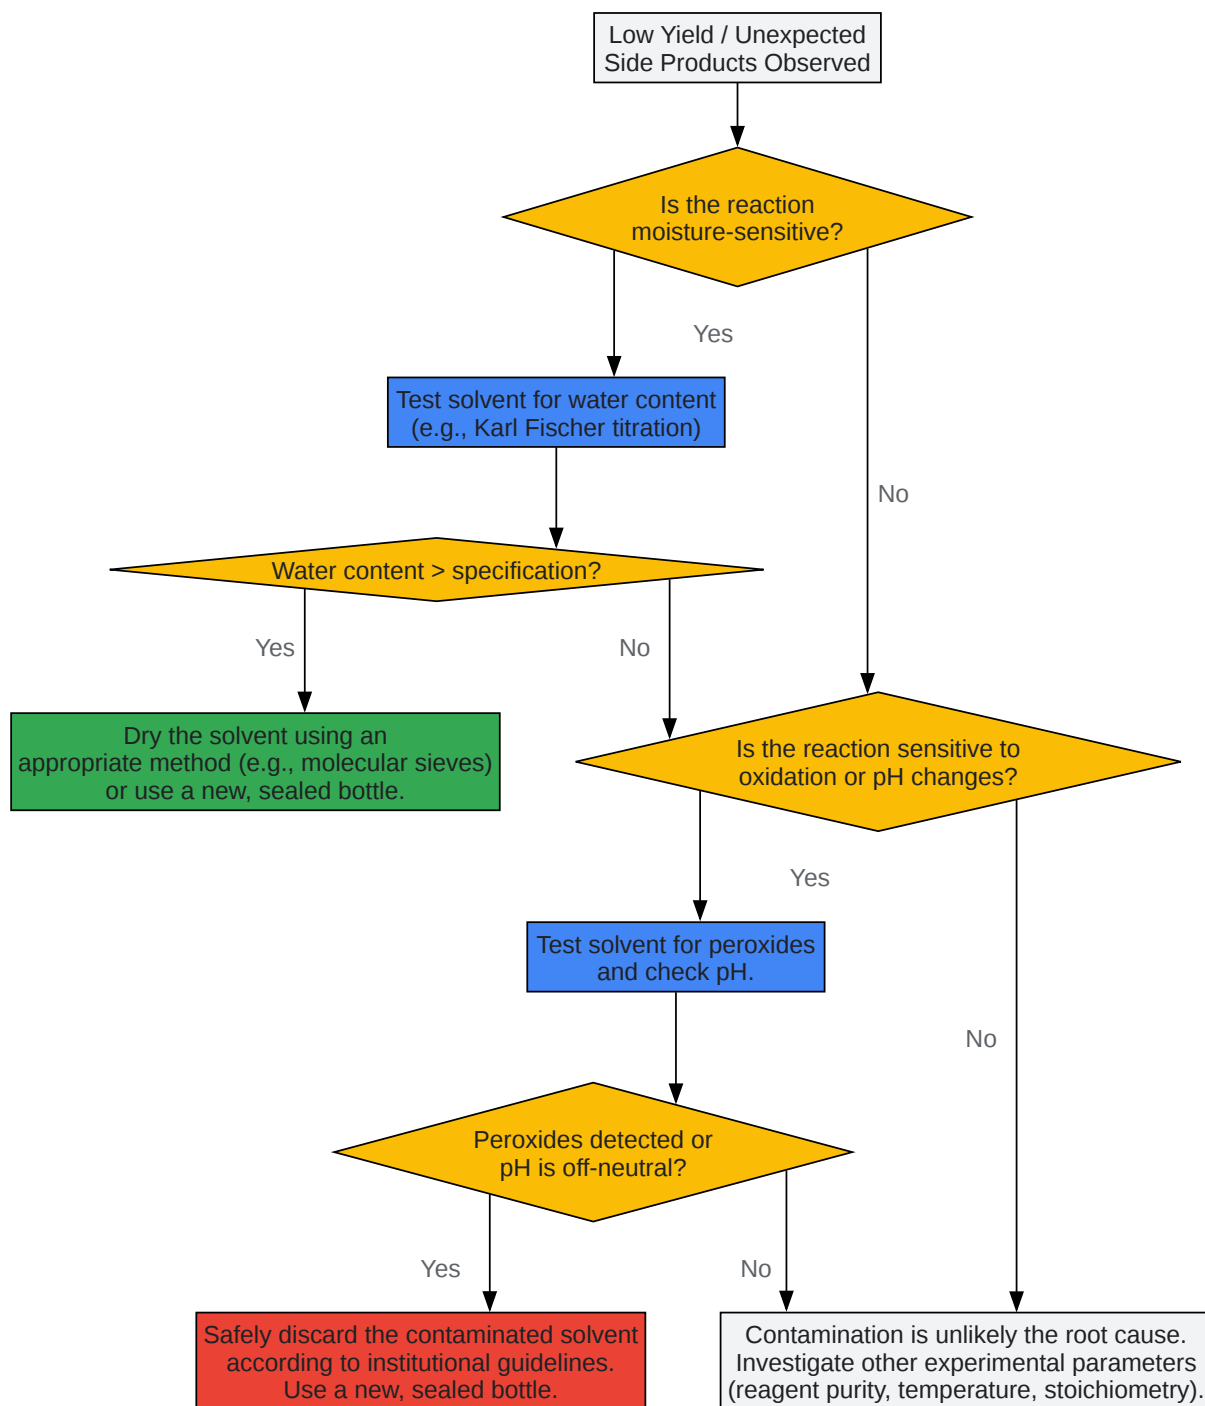 Low Yield / Unexpected
Side Products Observed
Is the reaction
moisture-sensitive?
Yes
Test solvent for water content
(e.g., Karl Fischer titration)
No
Water content > specification?
Yes
No
Dry the solvent using an
appropriate method (e.g., molecular sieves)
or use a new, sealed bottle.
Is the reaction sensitive to
oxidation or pH changes?
Yes
Test solvent for peroxides
and check pH.
No
Peroxides detected or
pH is off-neutral?
Yes
No
Safely discard the contaminated solvent
according to institutional guidelines.
Use a new, sealed bottle.
Contamination is unlikely the root cause.
Investigate other experimental parameters
(reagent purity, temperature, stoichiometry).